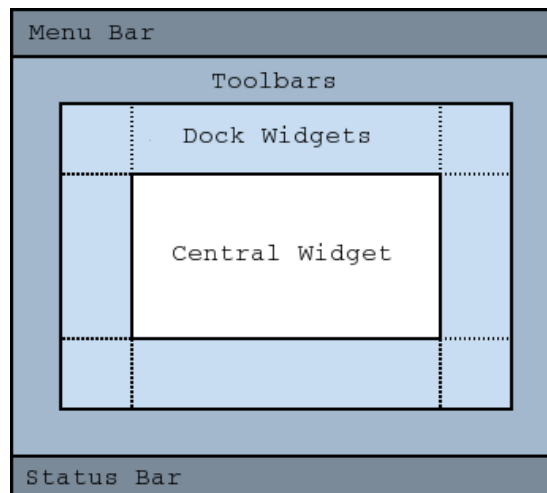 Menu Bar
Toolbars
Dock Widgets
Central Widget
Status Bar